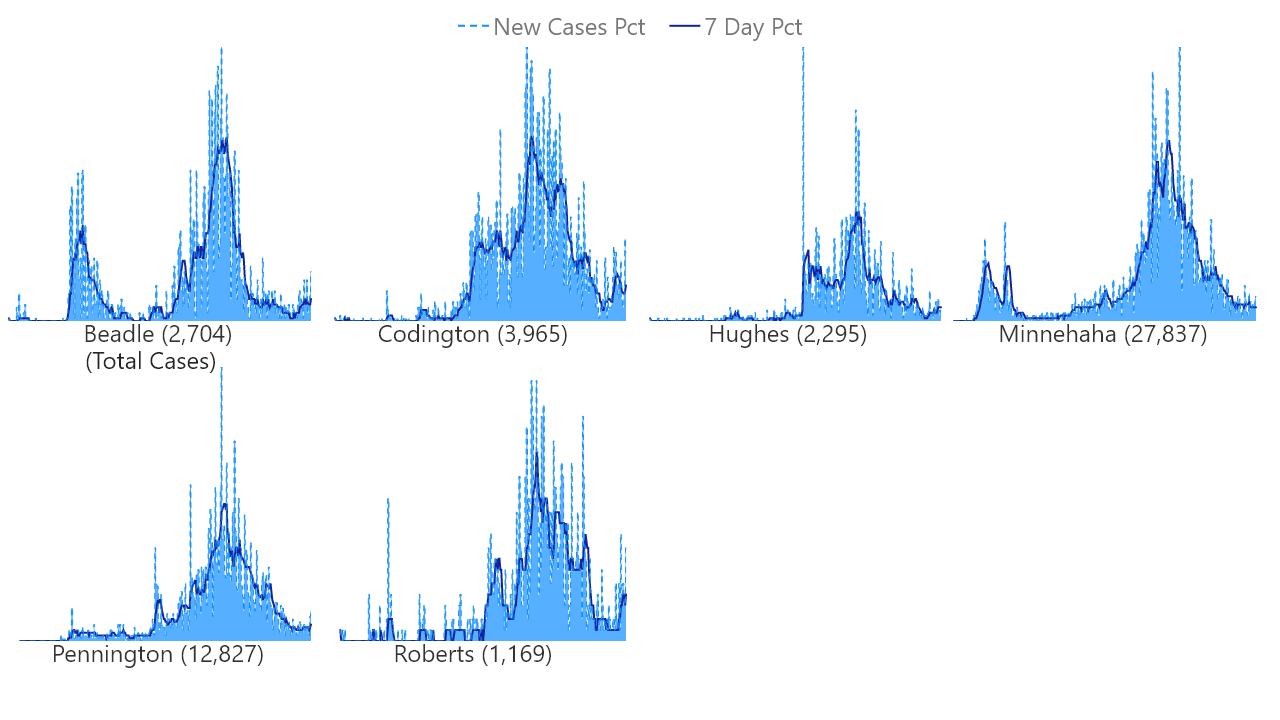 New Cases Pct 7 Day Pct
Beadle (2,704)
(Total Cases)
Codington (3,965)
Hughes (2,295)
Minnehaha (27,837)
Pennington (12,827)
Roberts (1,169)